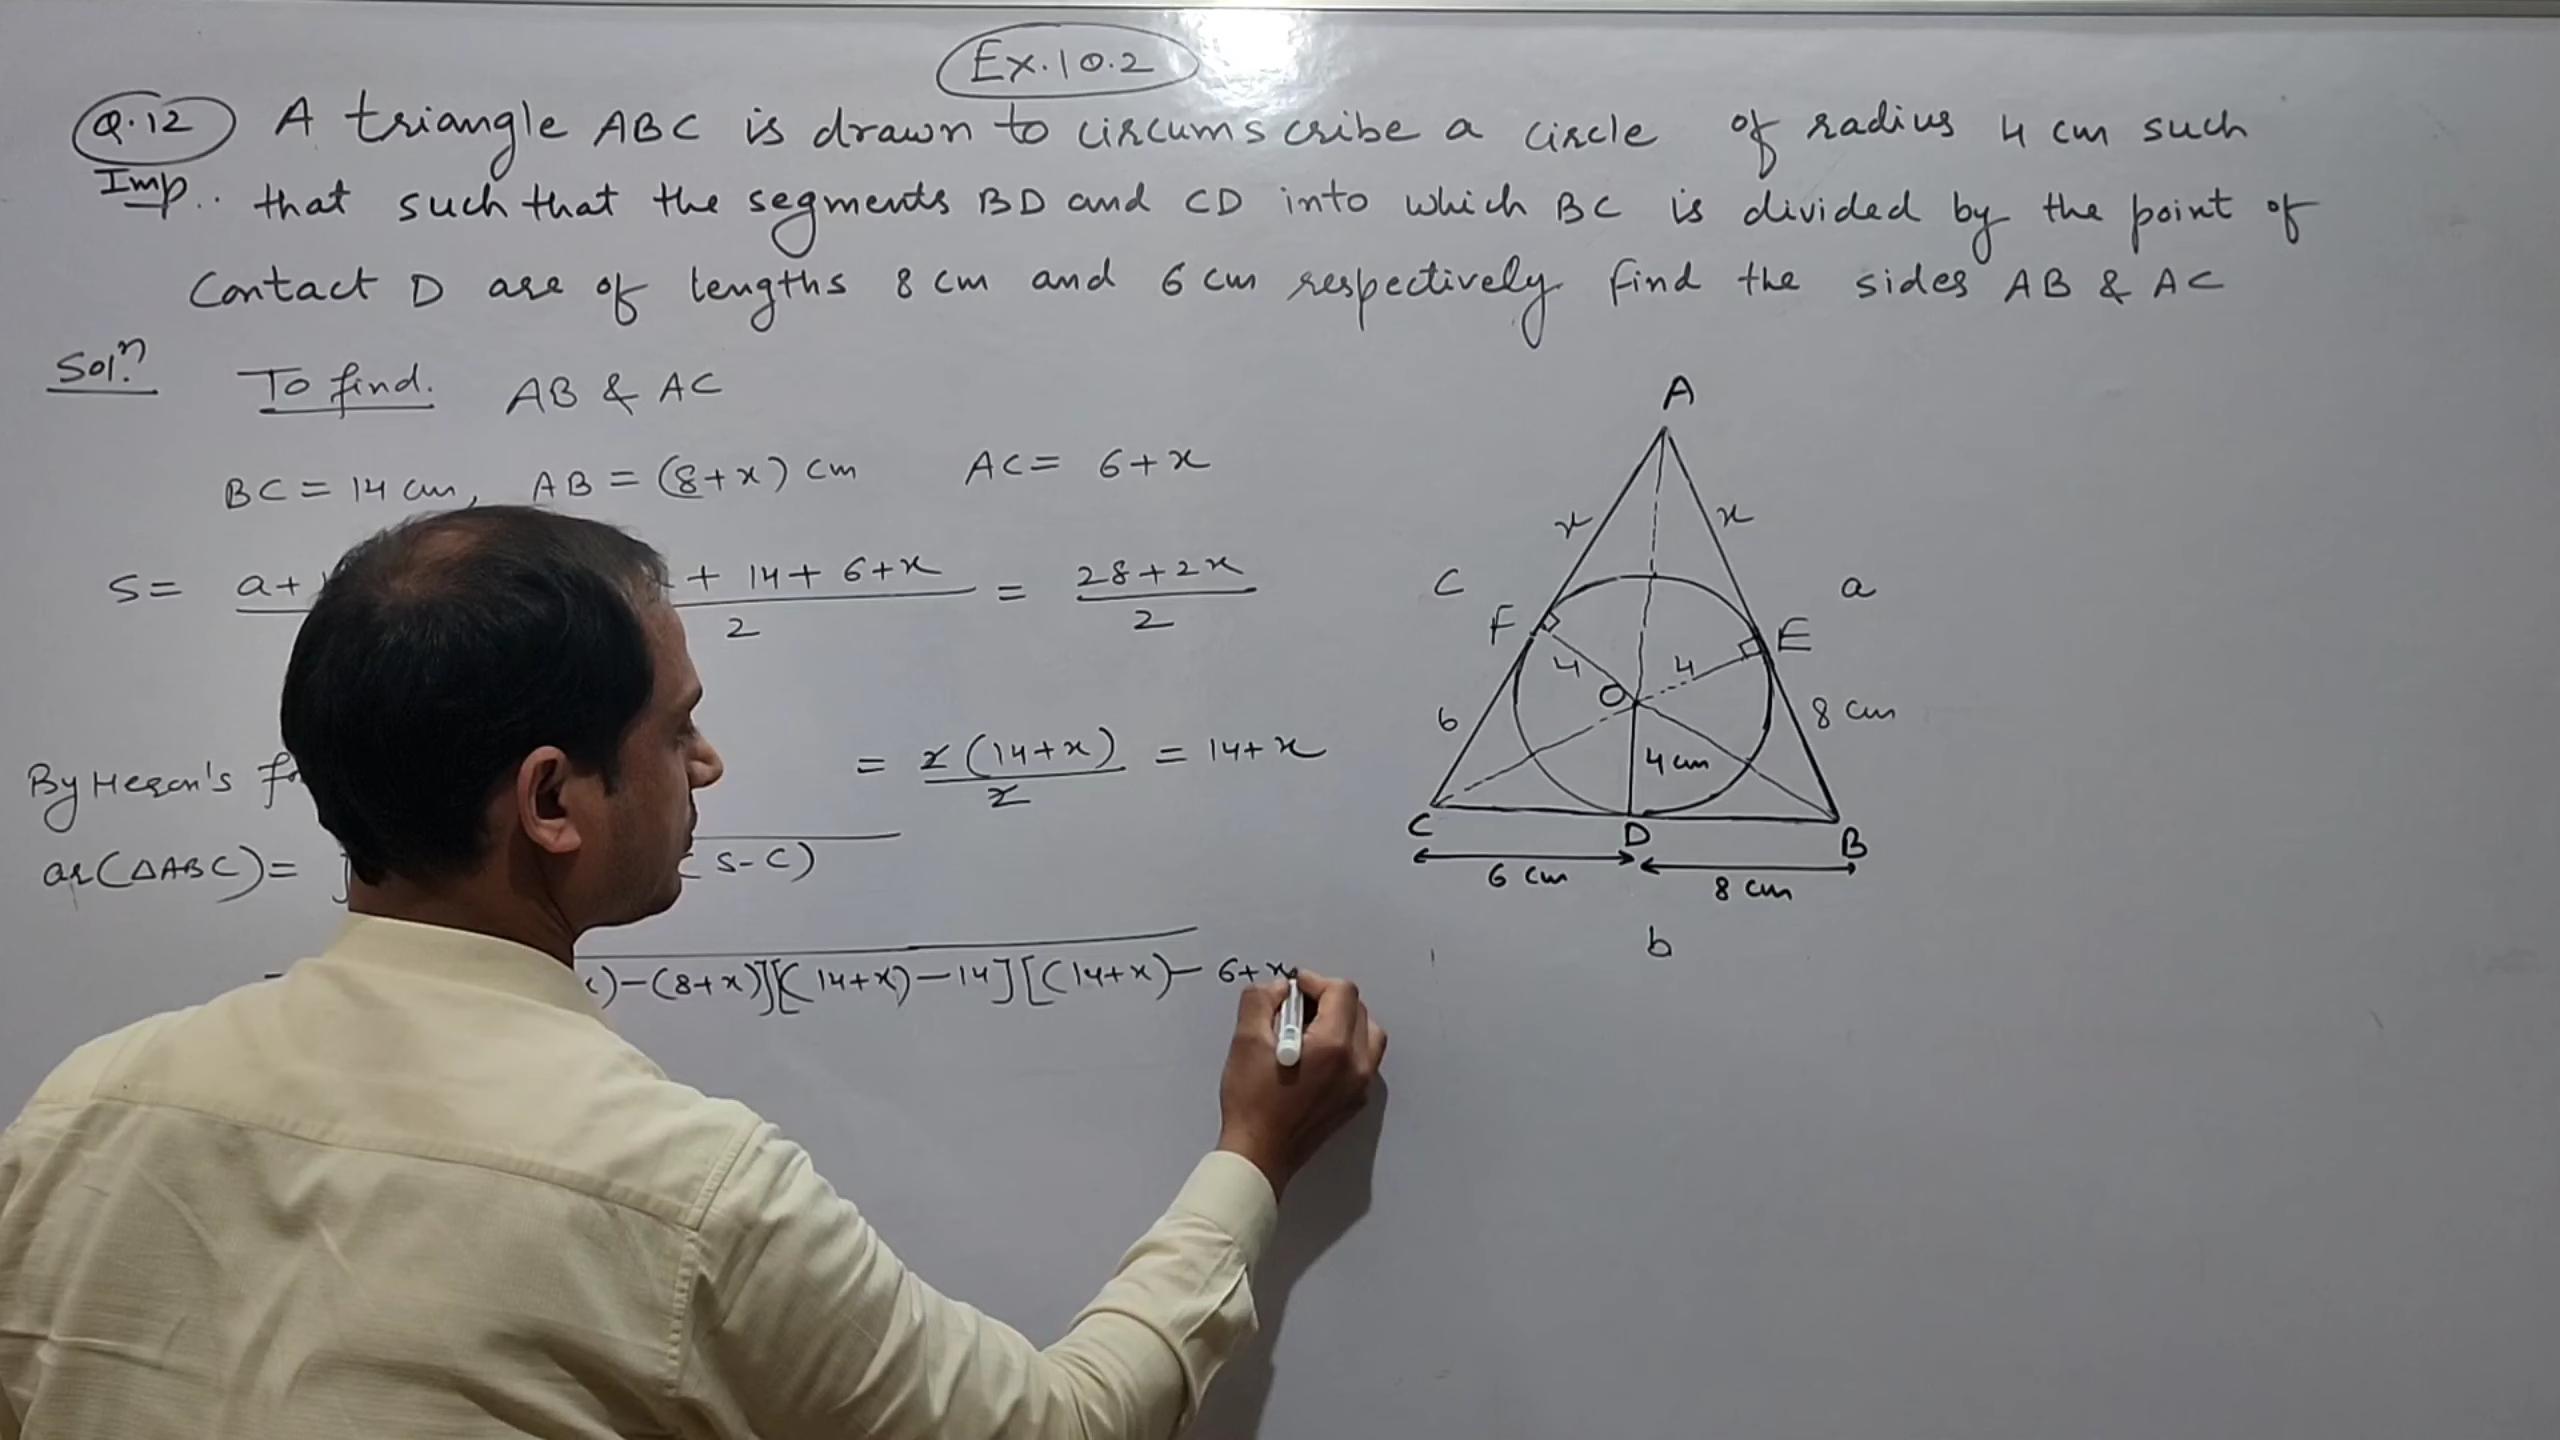 Ex. 10.2
Q.12 A triangle ABC is drawn to circumscribe a circle of radius 4 cm such
Imp.. that such that the segments BD and CD into which BC is divided by the point of
Contact D are of lengths 8 cm and 6 cm respectively find the sides AB & AC
Solⁿ. To find. AB & AC
BC = 14 cm, AB = (8+x) cm AC = 6+x
S = a+ + 14 + 6+x / 2 = 28+2x / 2
= 2(14+x) / 2 = 14+x
By Heron's
ar(△ABC) = (S-C)
)-(8+x)][(14+x)-14][(14+x)- 6+x
A
x x
C a
F E
4 4
O
6 8 cm
4 cm
C D B
6 cm 8 cm
b